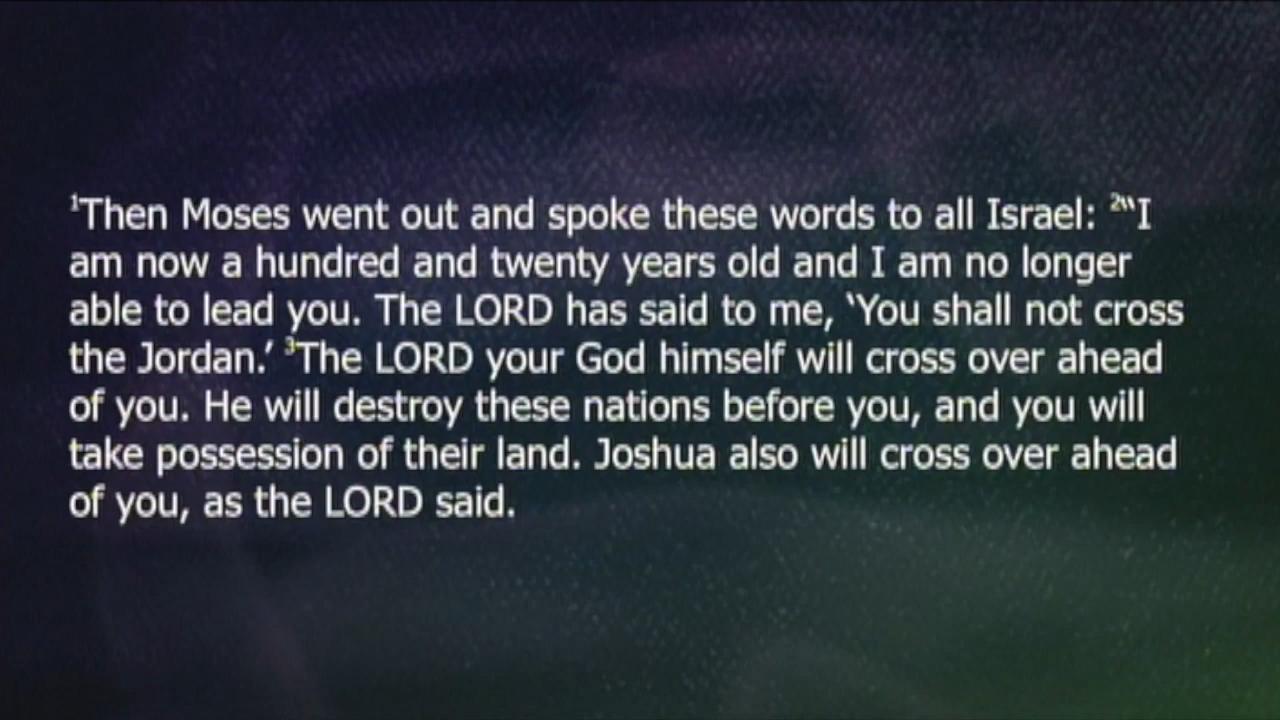 ¹Then Moses went out and spoke these words to all Israel: ²“I
am now a hundred and twenty years old and I am no longer
able to lead you. The LORD has said to me, ‘You shall not cross
the Jordan.’ ³The LORD your God himself will cross over ahead
of you. He will destroy these nations before you, and you will
take possession of their land. Joshua also will cross over ahead
of you, as the LORD said.